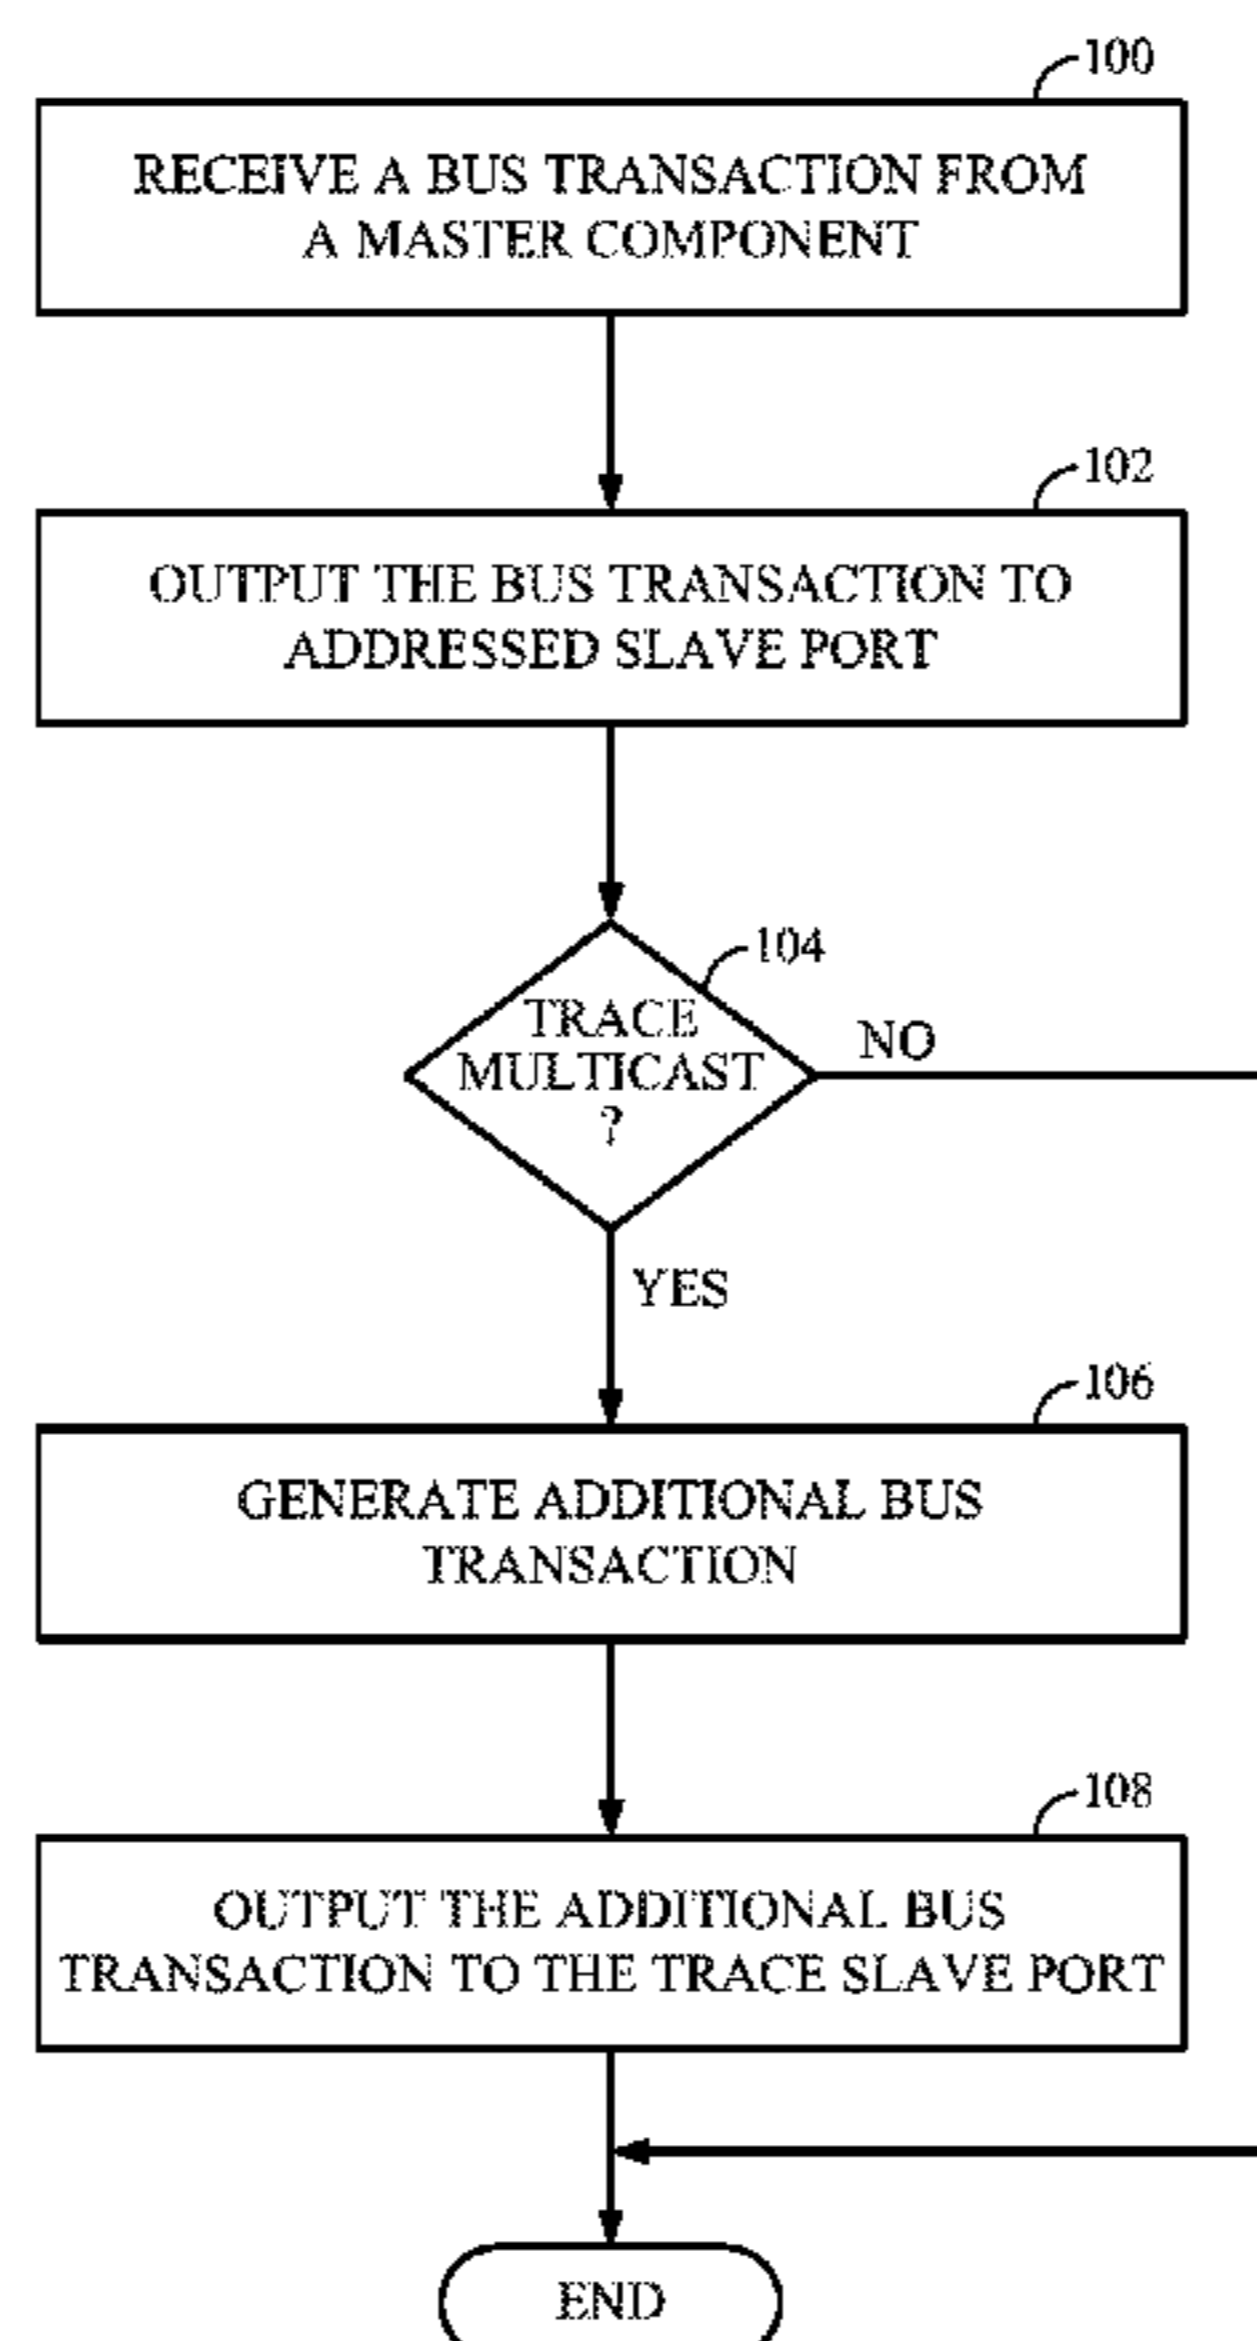 100
RECEIVE A BUS TRANSACTION FROM
A MASTER COMPONENT
102
OUTPUT THE BUS TRANSACTION TO
ADDRESSED SLAVE PORT
104
TRACE
MULTICAST
?
NO
YES
106
GENERATE ADDITIONAL BUS
TRANSACTION
108
OUTPUT THE ADDITIONAL BUS
TRANSACTION TO THE TRACE SLAVE PORT
END